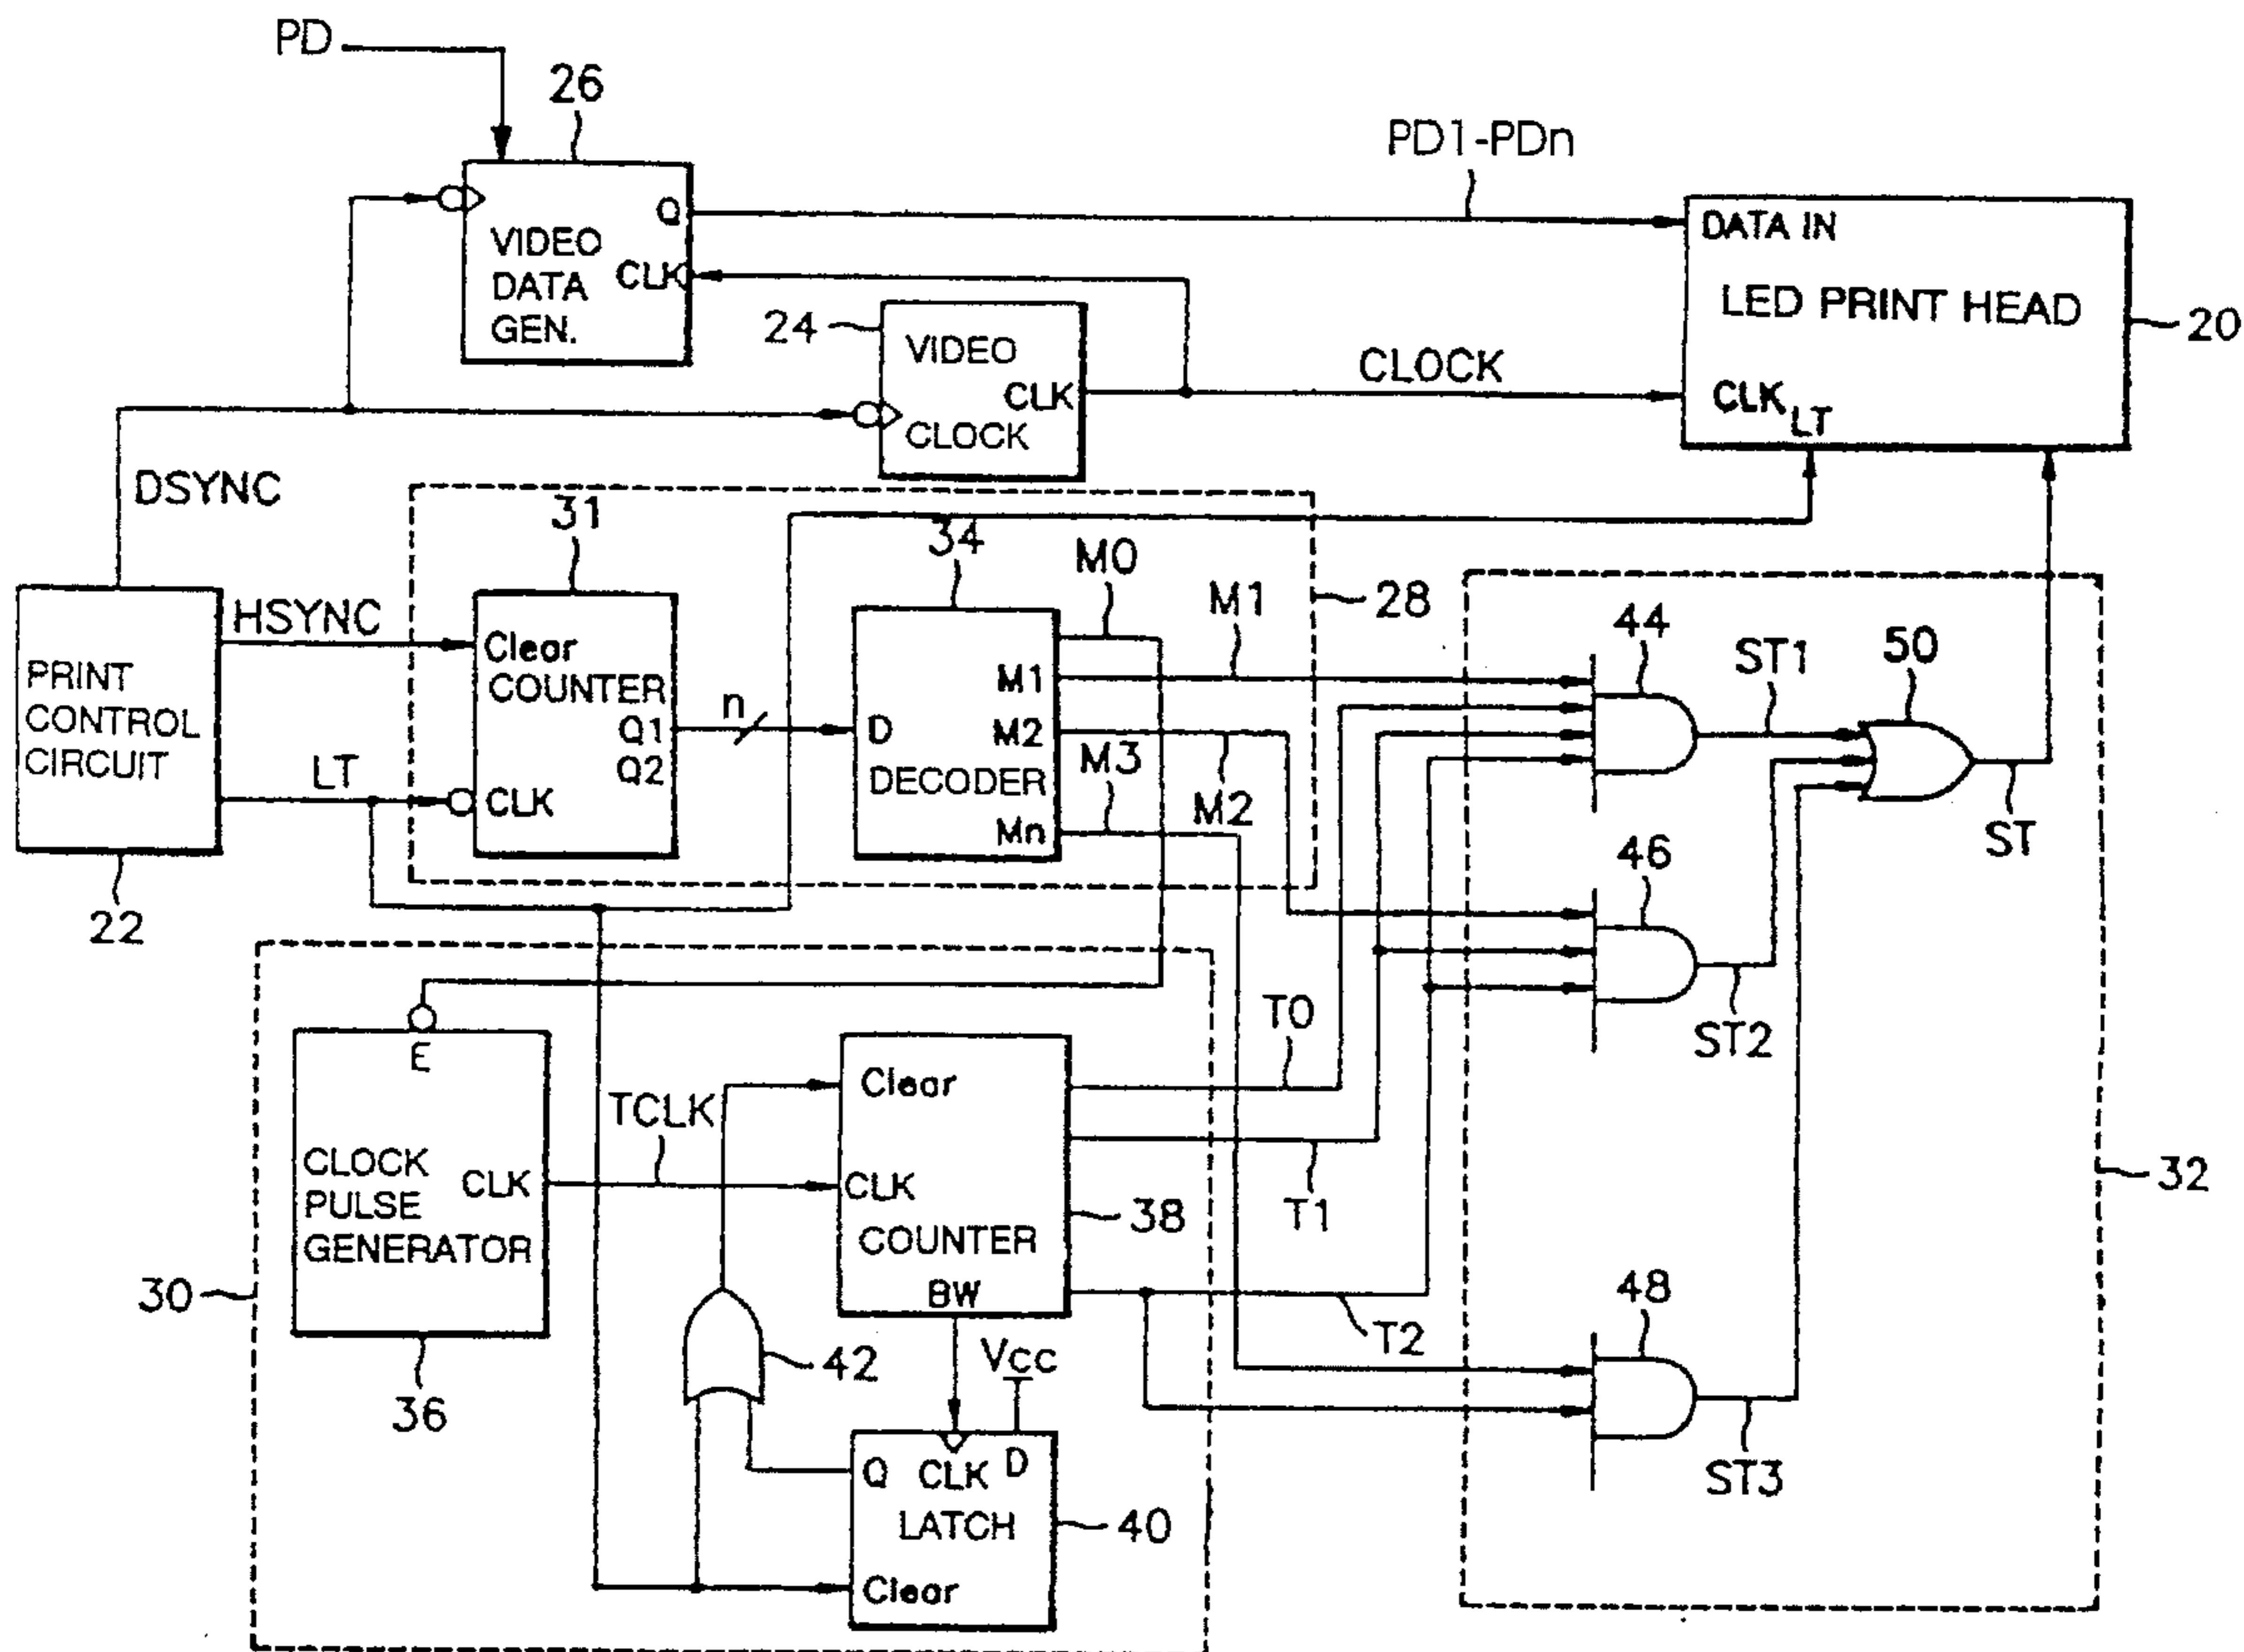 PD
26
PD1-PDn
Q
VIDEO
DATA
GEN.
CLK
DATA IN
LED PRINT HEAD
20
24
VIDEO
CLK
CLOCK
CLOCK
CLK
LT
DSYNC
31
34
M0
M1
28
HSYNC
PRINT
CONTROL
CIRCUIT
LT
22
Clear
COUNTER
Q1
Q2
CLK
n
D
DECODER
M1
M2
Mn
M3
M2
44
ST1
50
ST
46
ST2
T0
E
CLOCK
PULSE
GENERATOR
CLK
TCLK
Clear
CLK
COUNTER
BW
38
T1
32
30
36
42
Vcc
T2
48
ST3
Q
CLK
D
LATCH
40
Clear